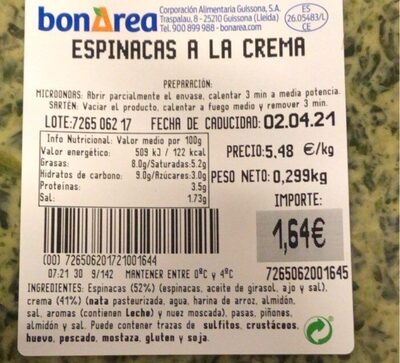 bonÀrea
Corporación Alimentaria Guissona, S.A.
Traspalau, 8 - 25210 Guissona (Lleida)
Tel. 900 899 988 - bonarea.com
ES
26.05483/L
CE
ESPINACAS A LA CREMA
PREPARACIÓN:
MICROONDAS: Abrir parcialmente el envase, calentar 3 min a media potencia.
SARTÉN: Vaciar el producto, calentar a fuego medio y remover 3 min.
LOTE:7265 062 17 FECHA DE CADUCIDAD: 02.04.21
Info Nutricional: Valor medio por 100g
Valor energético: 509 kJ / 122 kcal
Grasas: 8.0g/Saturadas:5.2g
Hidratos de carbono: 9.0g/Azúcares:3.0g
Proteínas: 3.5g
Sal: 1.73g
PRECIO:5,48 €/kg
PESO NETO:0,299kg
IMPORTE:
1,64€
(00) 726506201721001644
07:21 30 9/142 MANTENER ENTRE 0ºC y 4ºC
7265062001645
INGREDIENTES: Espinacas (52%) (espinacas, aceite de girasol, ajo y sal),
crema (41%) (nata pasteurizada, agua, harina de arroz, almidón,
sal, aromas (contienen Leche) y nuez moscada), pasas, piñones,
almidón y sal. Puede contener trazas de sulfitos, crustáceos,
huevo, pescado, mostaza, gluten y soja.